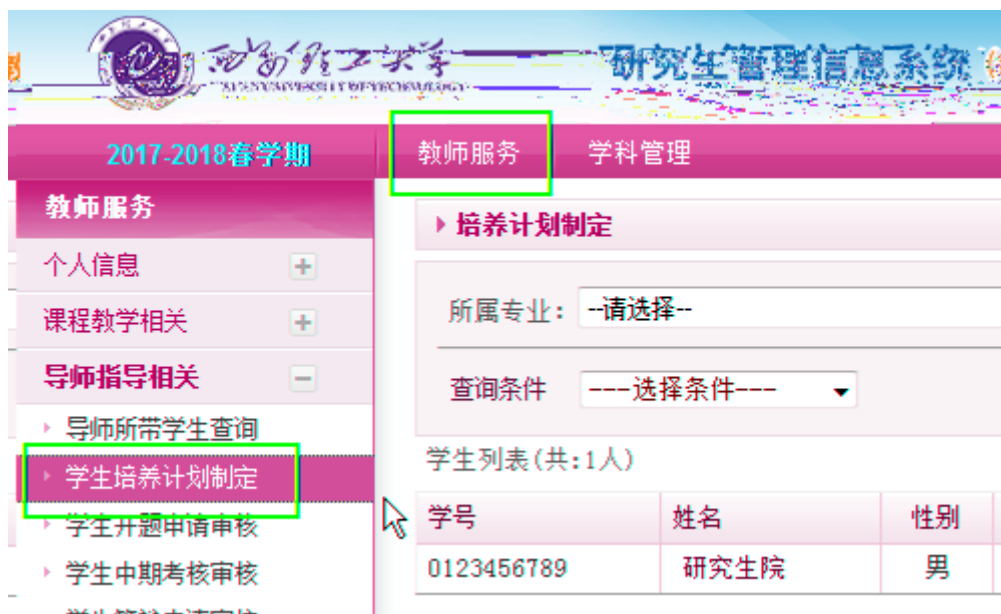 西安理工大学
研究生管理信息系统
2017-2018春学期
教师服务 学科管理
教师服务
个人信息
课程教学相关
导师指导相关
导师所带学生查询
学生培养计划制定
学生开题申请审核
学生中期考核审核
培养计划制定
所属专业: --请选择--
查询条件 ---选择条件---
学生列表(共:1人)
学号 姓名 性别
0123456789 研究生院 男